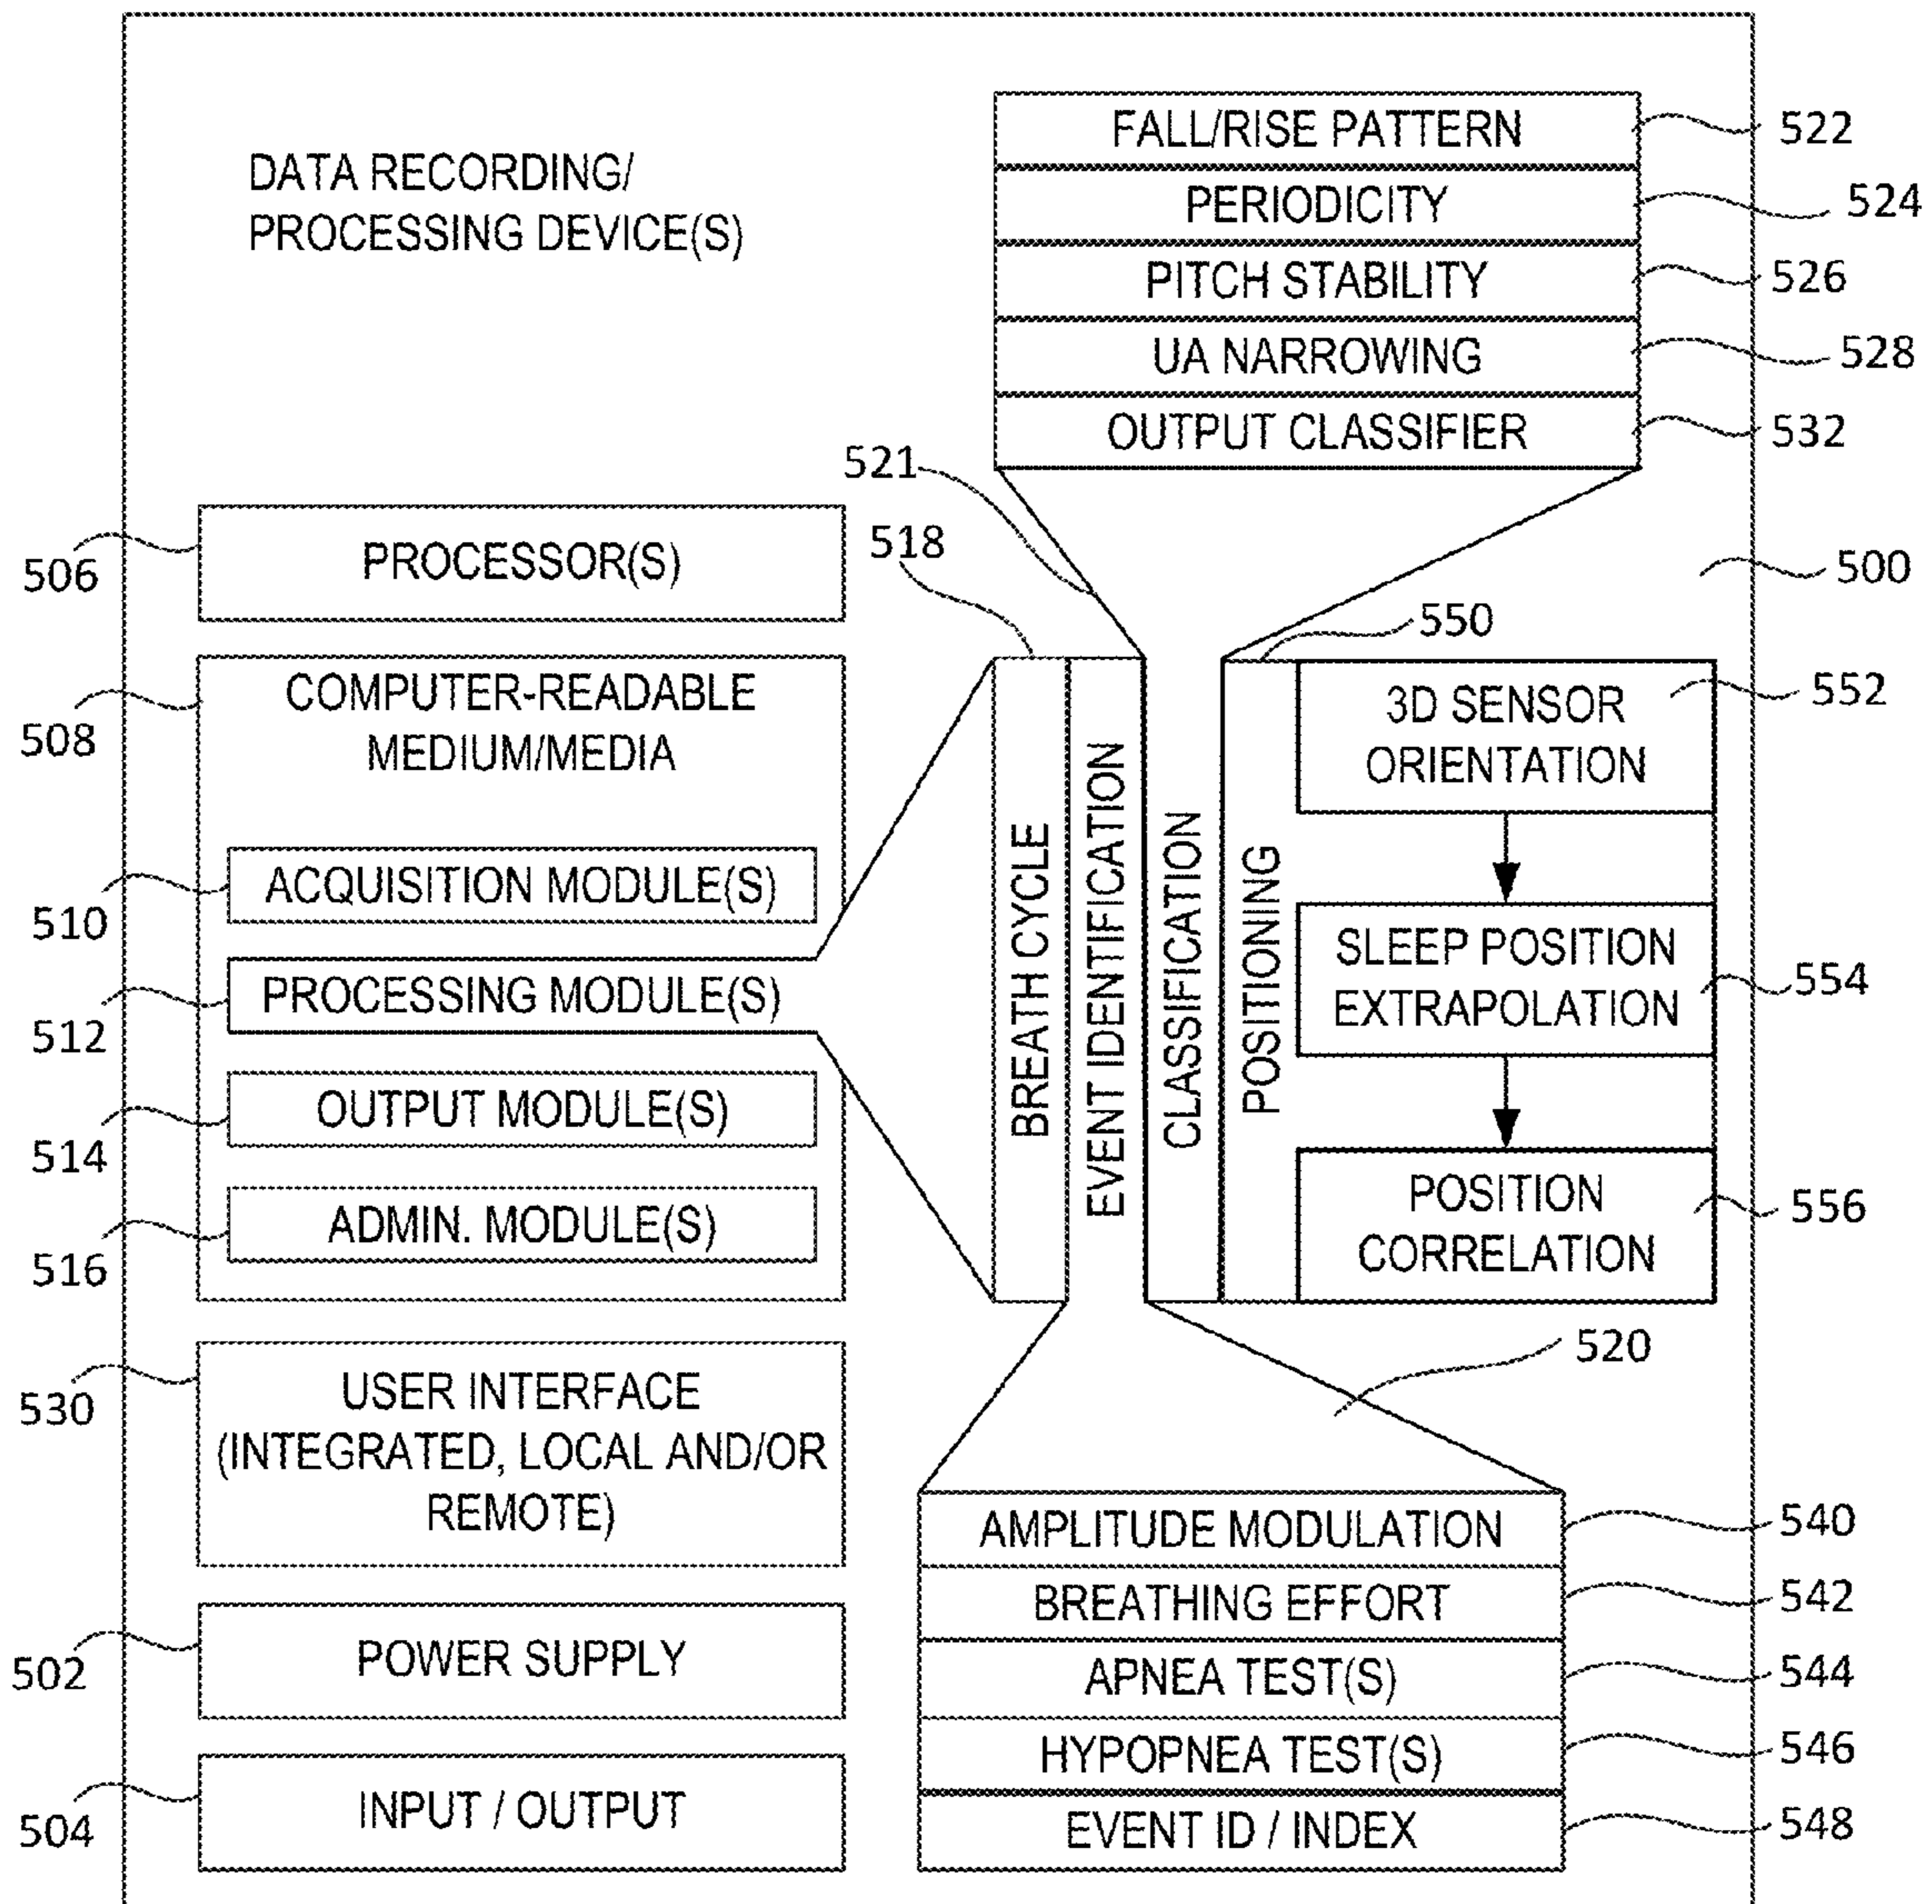 DATA RECORDING/
PROCESSING DEVICE(S)
FALL/RISE PATTERN
522
PERIODICITY
524
PITCH STABILITY
526
UA NARROWING
528
OUTPUT CLASSIFIER
532
521
518
500
550
506
PROCESSOR(S)
508
COMPUTER-READABLE
MEDIUM/MEDIA
510
ACQUISITION MODULE(S)
512
PROCESSING MODULE(S)
514
OUTPUT MODULE(S)
516
ADMIN. MODULE(S)
BREATH CYCLE
EVENT IDENTIFICATION
CLASSIFICATION
POSITIONING
3D SENSOR
ORIENTATION
552
SLEEP POSITION
EXTRAPOLATION
554
POSITION
CORRELATION
556
520
530
USER INTERFACE
(INTEGRATED, LOCAL AND/OR
REMOTE)
502
POWER SUPPLY
504
INPUT / OUTPUT
AMPLITUDE MODULATION
540
BREATHING EFFORT
542
APNEA TEST(S)
544
HYPOPNEA TEST(S)
546
EVENT ID / INDEX
548